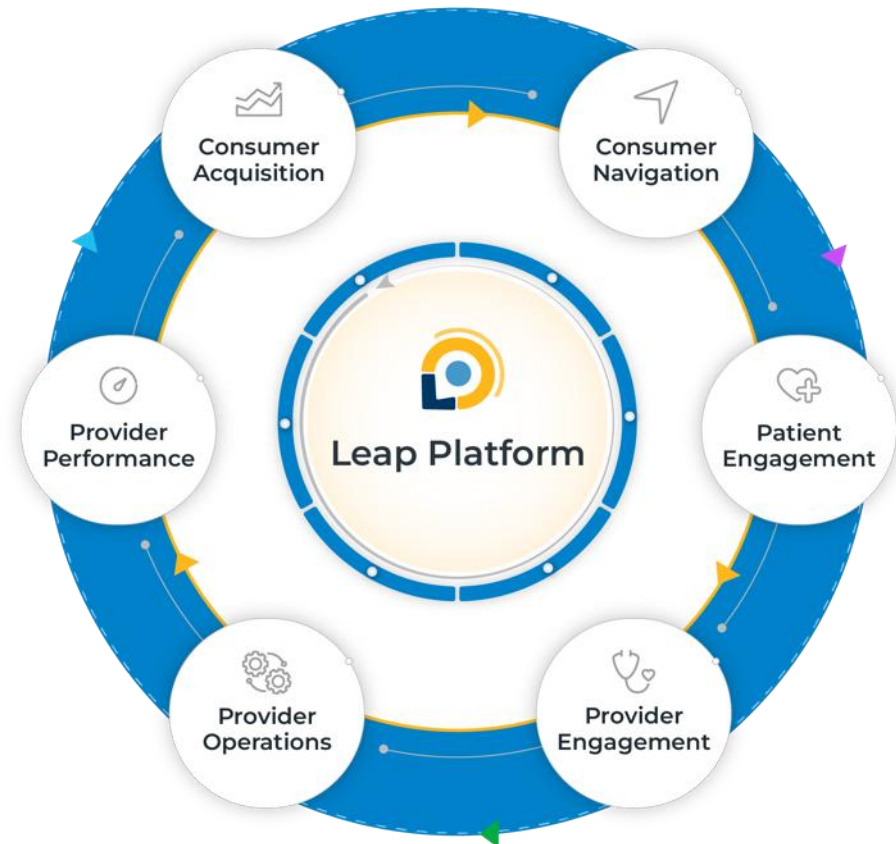 Consumer
Acquisition
Consumer
Navigation
Provider
Performance
Leap Platform
Patient
Engagement
Provider
Operations
Provider
Engagement